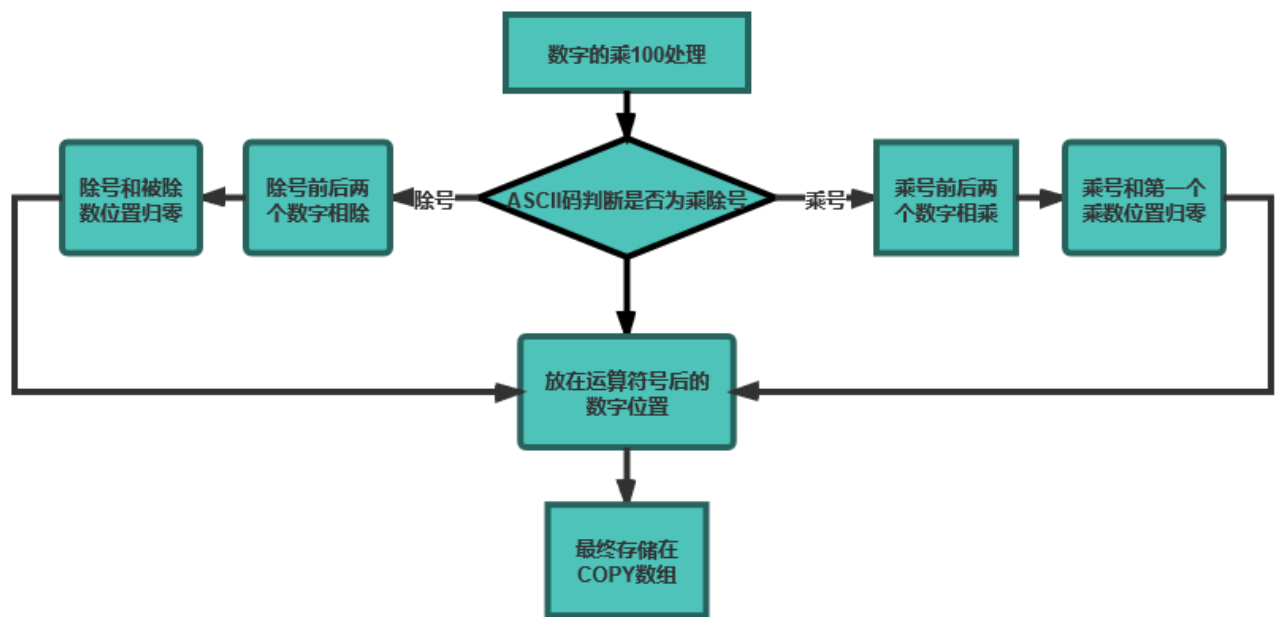 数字的乘100处理
除号和被除
数位置归零
除号前后两
个数字相除
除号
ASCII码判断是否为乘除号
乘号
乘号前后两
个数字相乘
乘号和第一个
乘数位置归零
放在运算符号后的
数字位置
最终存储在
COPY数组